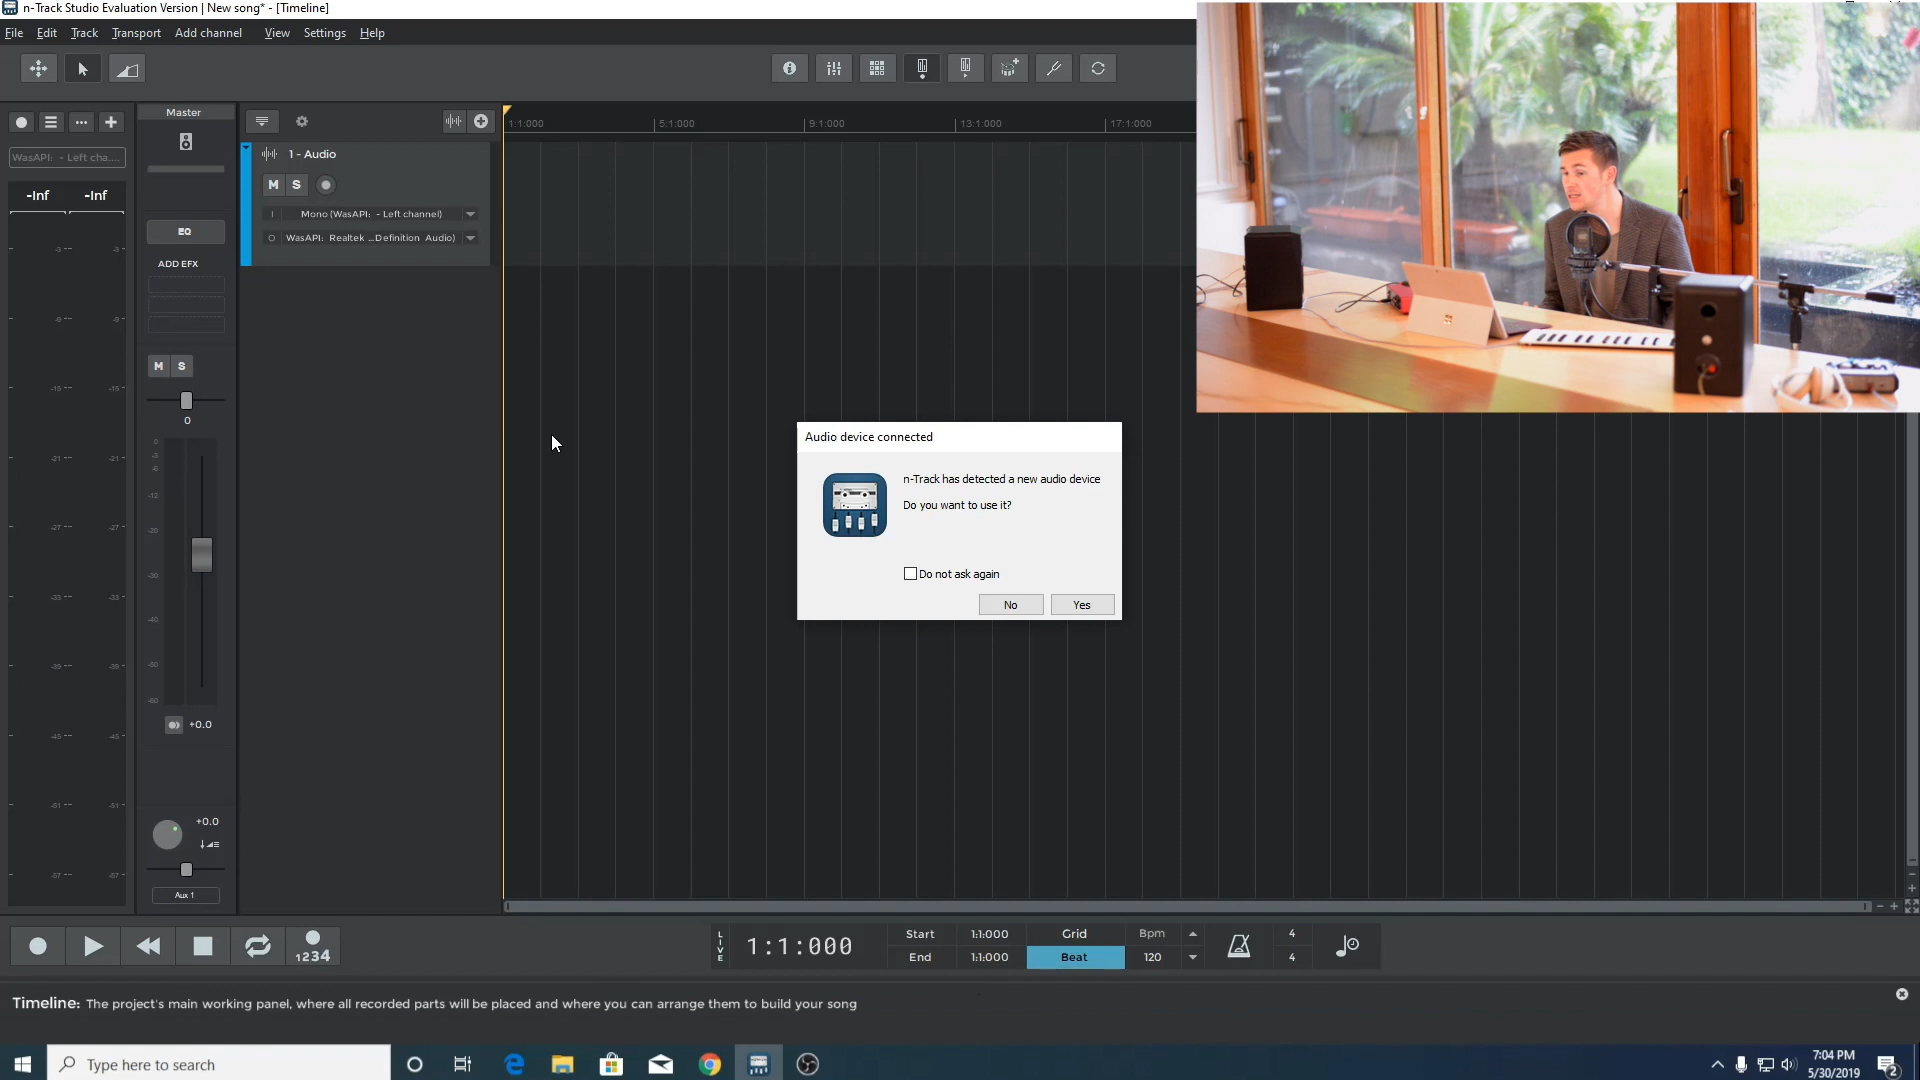 n-Track Studio Evaluation Version | New song* - [Timeline]
File Edit Track Transport Add channel View Settings Help
Master
1:1:000 5:1:000 9:1:000 13:1:000 17:1:000
WasAPI: - Left cha....
1 - Audio
-Inf -Inf
M S
Mono (WasAPI: - Left channel)
WasAPI: Realtek ...Definition Audio)
EQ
ADD EFX
M S
0
Audio device connected
n-Track has detected a new audio device
Do you want to use it?
Do not ask again
No Yes
+0.0
+0.0
Aux 1
1234
LIVE
1:1:000
Start 1:1:000
End 1:1:000
Grid
Beat
Bpm
120
4
4
Timeline: The project's main working panel, where all recorded parts will be placed and where you can arrange them to build your song
Type here to search
7:04 PM
5/30/2019
2